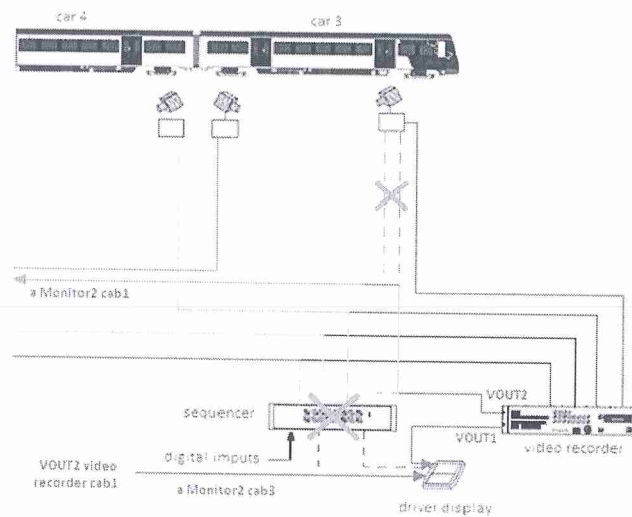 car 4
car 3
a Monitor2 cab1
VOUT2
sequencer
VOUT1
video recorder
digital imputs
VOUT2 video
recorder cab1
a Monitor2 cab3
driver display